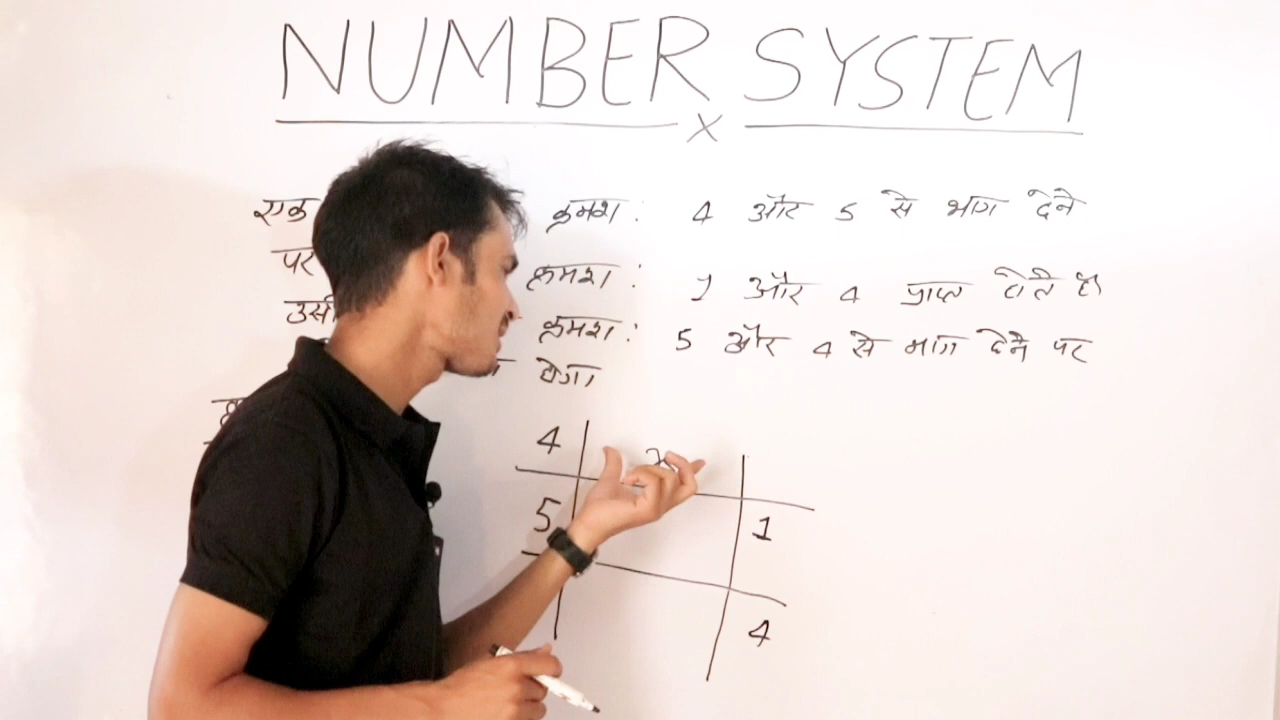 NUMBER SYSTEM
x
एक क्रमश: 4 और 5 से भाग देने
पर क्रमश: 1 और 4 प्राप्त होते हैं
उसी क्रमश: 5 और 4 से भाग देने पर
होगा
4 x
5 1
4